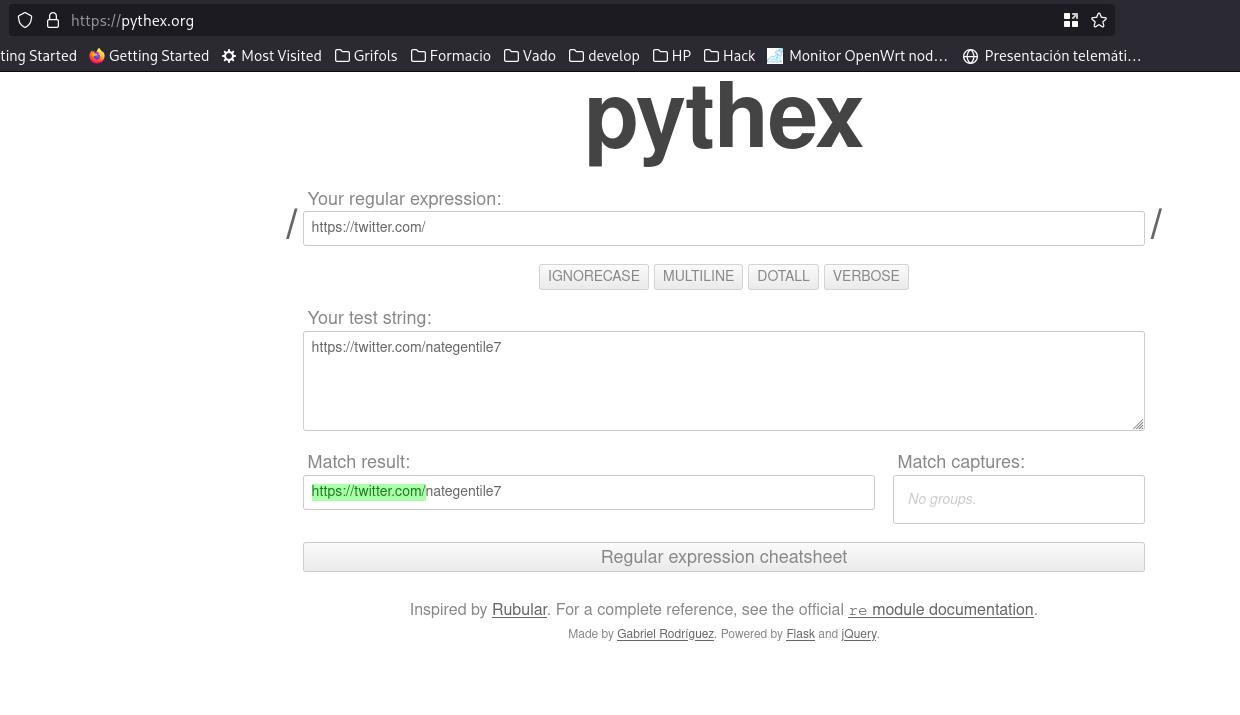 https://pythex.org
ting Started Getting Started Most Visited Grifols Formacio Vado develop HP Hack Monitor OpenWrt nod… Presentación telemáti…
pythex
Your regular expression:
/ https://twitter.com/ /
IGNORECASE MULTILINE DOTALL VERBOSE
Your test string:
https://twitter.com/nategentile7
Match result: Match captures:
https://twitter.com/nategentile7 No groups.
Regular expression cheatsheet
Inspired by Rubular. For a complete reference, see the official re module documentation.
Made by Gabriel Rodríguez. Powered by Flask and jQuery.